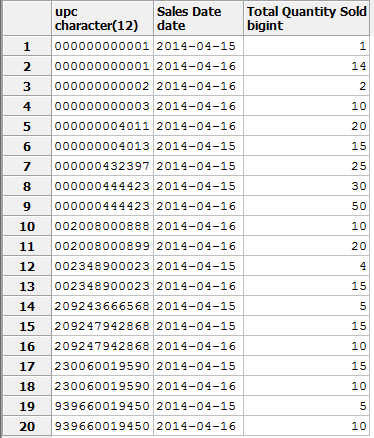 upc character(12) Sales Date date Total Quantity Sold bigint
1 000000000001 2014-04-15 1
2 000000000001 2014-04-16 14
3 000000000002 2014-04-16 2
4 000000000003 2014-04-16 10
5 000000004011 2014-04-16 20
6 000000004013 2014-04-15 15
7 000000432397 2014-04-15 25
8 000000444423 2014-04-15 30
9 000000444423 2014-04-16 50
10 002008000888 2014-04-16 10
11 002008000899 2014-04-16 20
12 002348900023 2014-04-15 4
13 002348900023 2014-04-16 15
14 209243666568 2014-04-15 5
15 209247942868 2014-04-15 15
16 209247942868 2014-04-16 10
17 230060019590 2014-04-15 15
18 230060019590 2014-04-16 10
19 939660019450 2014-04-15 5
20 939660019450 2014-04-16 10